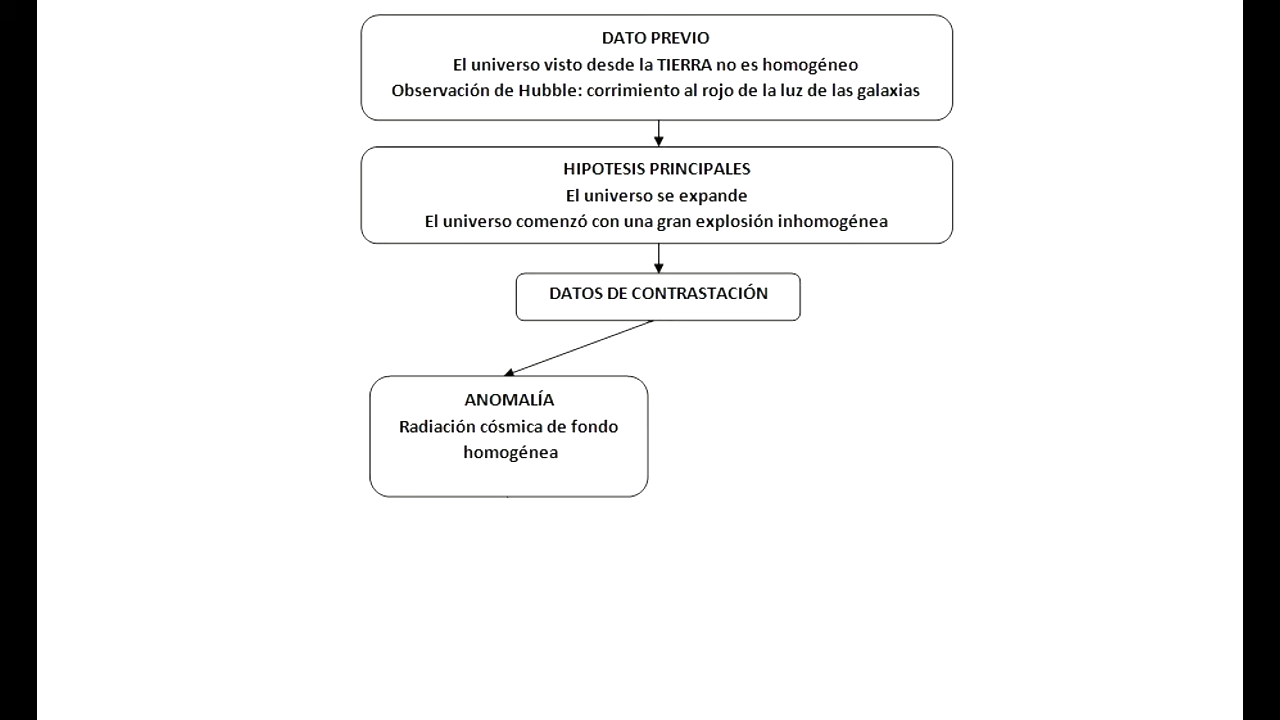 DATO PREVIO
El universo visto desde la TIERRA no es homogéneo
Observación de Hubble: corrimiento al rojo de la luz de las galaxias
HIPOTESIS PRINCIPALES
El universo se expande
El universo comenzó con una gran explosión inhomogénea
DATOS DE CONTRASTACIÓN
ANOMALÍA
Radiación cósmica de fondo
homogénea